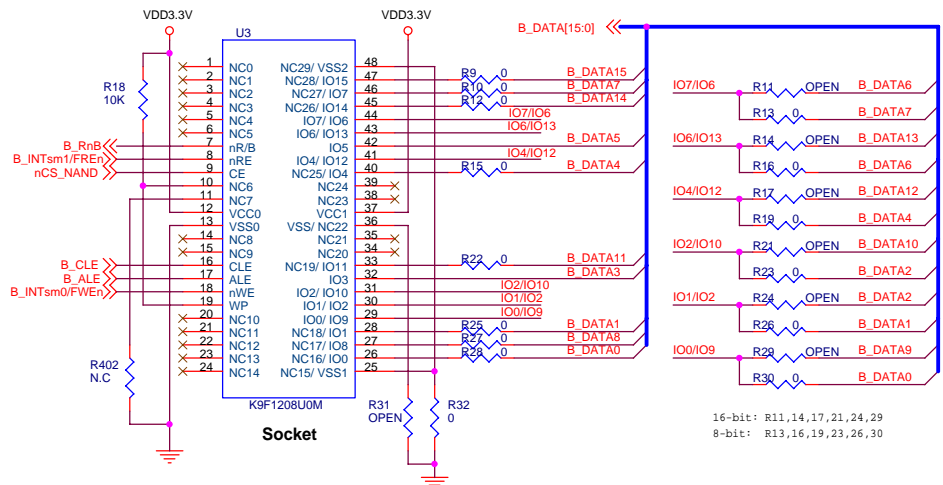 VDD3.3V
VDD3.3V
B_DATA[15:0]
U3
R18
10K
B_RnB
B_INTsm1/FREn
nCS_NAND
B_CLE
B_ALE
B_INTsm0/FWEn
R402
N.C
1 NC0
2 NC1
3 NC2
4 NC3
5 NC4
6 NC5
7 nR/B
8 nRE
9 CE
10 NC6
11 NC7
12 VCC0
13 VSS0
14 NC8
15 NC9
16 CLE
17 ALE
18 nWE
19 WP
20 NC10
21 NC11
22 NC12
23 NC13
24 NC14
NC29/ VSS2 48
NC28/ IO15 47 R9 0 B_DATA15
NC27/ IO7 46 R10 0 B_DATA7
NC26/ IO14 45 R12 0 B_DATA14
IO7/ IO6 44 IO7/IO6
IO6/ IO13 43 IO6/IO13
IO5 42 B_DATA5
IO4/ IO12 41 IO4/IO12
NC25/ IO4 40 R15 0 B_DATA4
NC24 39
NC23 38
VCC1 37
VSS/ NC22 36
NC21 35
NC20 34
NC19/ IO11 33 R22 0 B_DATA11
IO3 32 B_DATA3
IO2/ IO10 31 IO2/IO10
IO1/ IO2 30 IO1/IO2
IO0/ IO9 29 IO0/IO9
NC18/ IO1 28 R25 0 B_DATA1
NC17/ IO8 27 R27 0 B_DATA8
NC16/ IO0 26 R28 0 B_DATA0
NC15/ VSS1 25
K9F1208U0M
Socket
R31
OPEN
R32
0
IO7/IO6 R11 OPEN B_DATA6
R13 0 B_DATA7
IO6/IO13 R14 OPEN B_DATA13
R16 0 B_DATA6
IO4/IO12 R17 OPEN B_DATA12
R19 0 B_DATA4
IO2/IO10 R21 OPEN B_DATA10
R23 0 B_DATA2
IO1/IO2 R24 OPEN B_DATA2
R26 0 B_DATA1
IO0/IO9 R29 OPEN B_DATA9
R30 0 B_DATA0
16-bit: R11,14,17,21,24,29
8-bit: R13,16,19,23,26,30